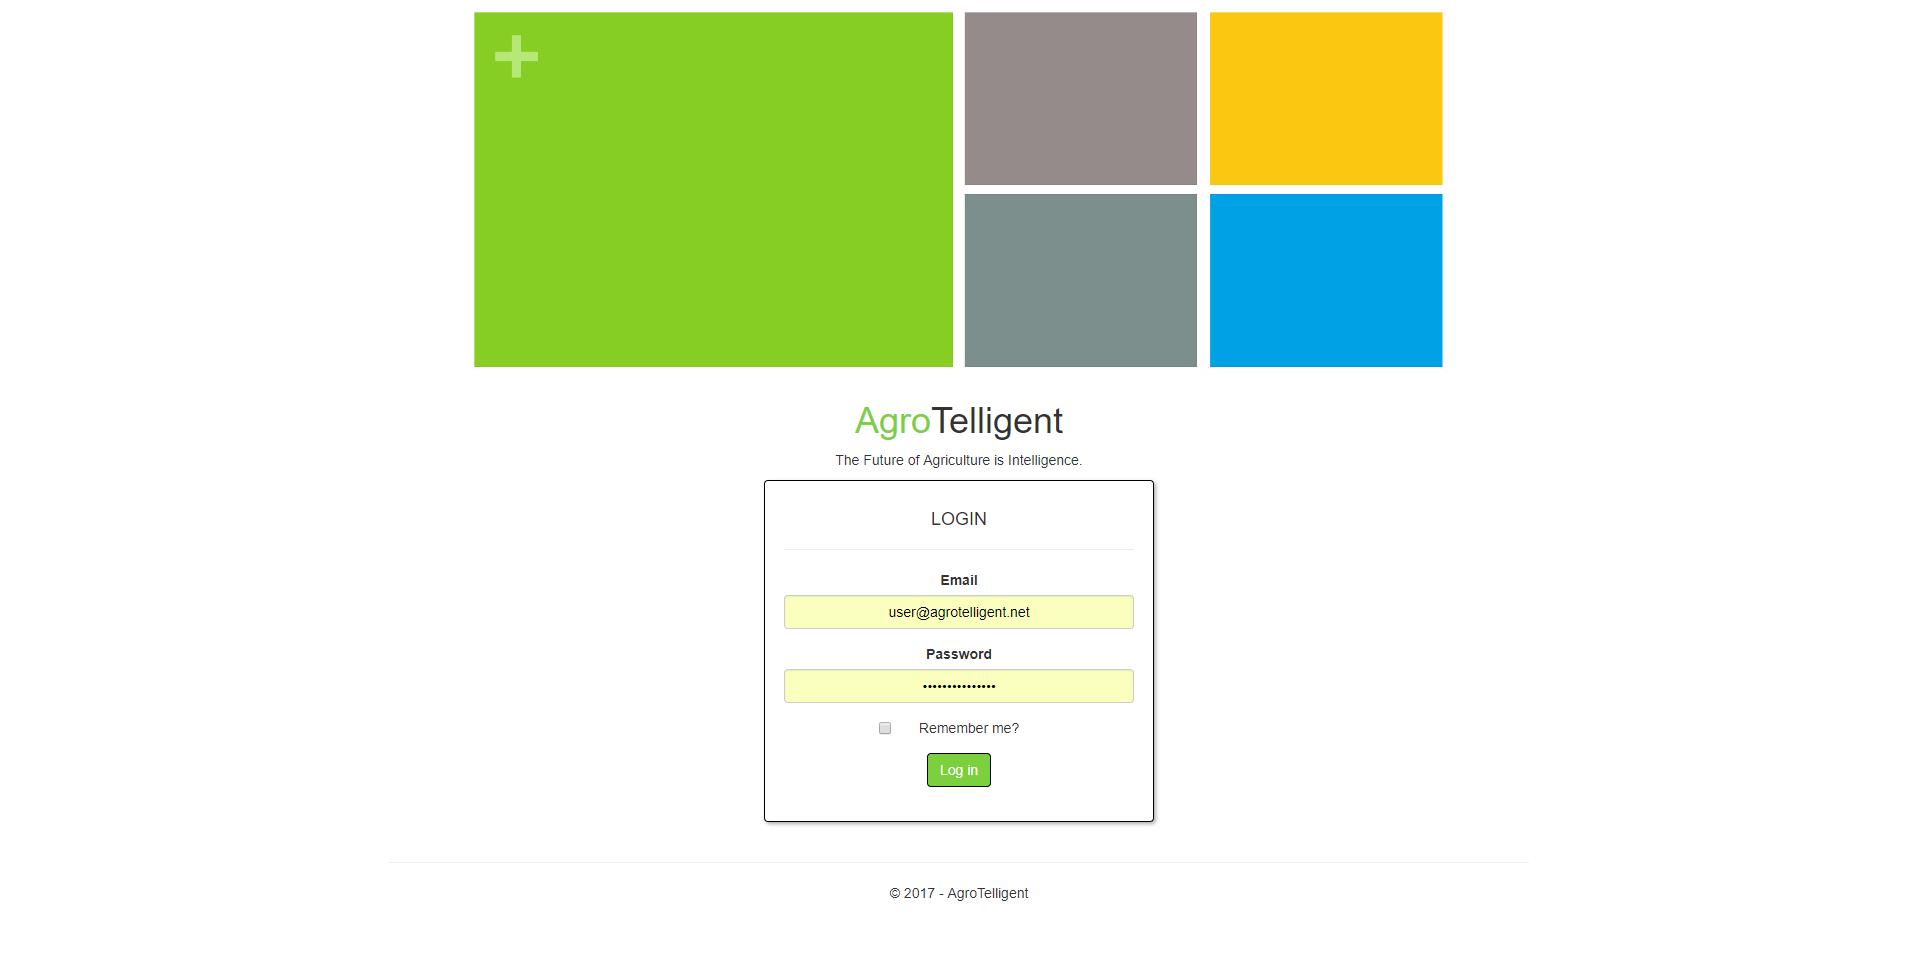 AgroTelligent
The Future of Agriculture is Intelligence.
LOGIN
Email
user@agrotelligent.net
Password
•••••••••••••••
Remember me?
Log in
© 2017 - AgroTelligent